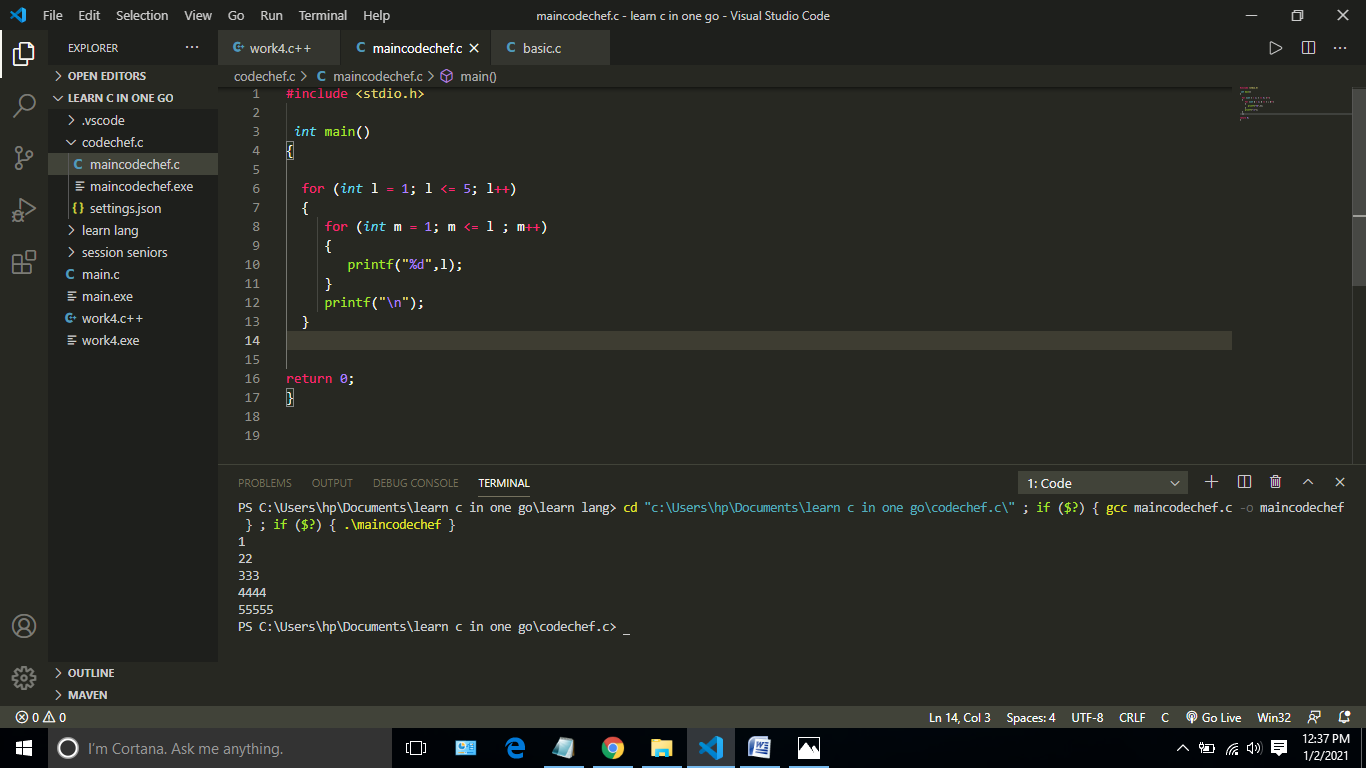 File Edit Selection View Go Run Terminal Help
maincodechef.c - learn c in one go - Visual Studio Code
EXPLORER
OPEN EDITORS
LEARN C IN ONE GO
.vscode
codechef.c
maincodechef.c
maincodechef.exe
settings.json
learn lang
session seniors
main.c
main.exe
work4.c++
work4.exe
OUTLINE
MAVEN
work4.c++ maincodechef.c basic.c
codechef.c > C maincodechef.c > main()
1 #include <stdio.h>
2
3 int main()
4 {
5
6 for (int l = 1; l <= 5; l++)
7 {
8 for (int m = 1; m <= l ; m++)
9 {
10 printf("%d",l);
11 }
12 printf("\n");
13 }
14
15
16 return 0;
17 }
18
19
PROBLEMS OUTPUT DEBUG CONSOLE TERMINAL
1: Code
PS C:\Users\hp\Documents\learn c in one go\learn lang> cd "c:\Users\hp\Documents\learn c in one go\codechef.c\" ; if ($?) { gcc maincodechef.c -o maincodechef
} ; if ($?) { .\maincodechef }
1
22
333
4444
55555
PS C:\Users\hp\Documents\learn c in one go\codechef.c> _
0 0
Ln 14, Col 3 Spaces: 4 UTF-8 CRLF C Go Live Win32
I'm Cortana. Ask me anything.
12:37 PM
1/2/2021